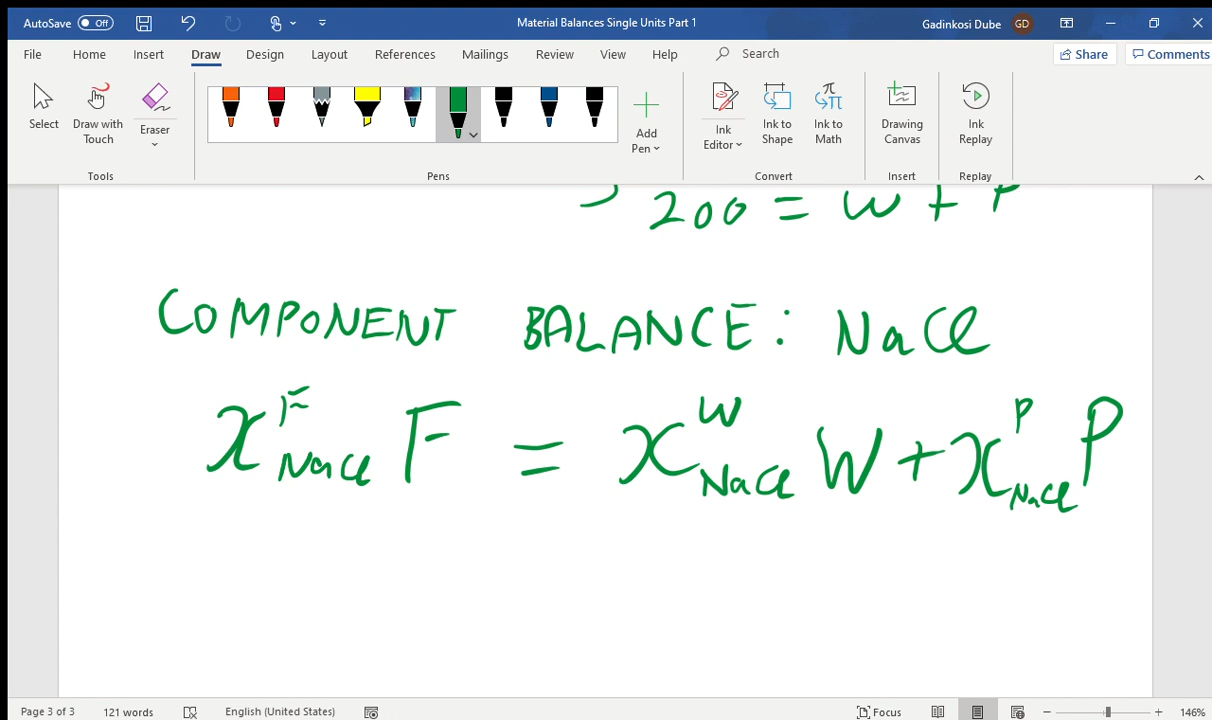 AutoSave Off Material Balances Single Units Part 1 Gadinkosi Dube GD
File Home Insert Draw Design Layout References Mailings Review View Help Search Share Comments
Select Draw with Touch Eraser Add Pen Ink Editor Ink to Shape Ink to Math Drawing Canvas Ink Replay
Tools Pens Convert Insert Replay
200 = W + P
COMPONENT BALANCE: NaCl
x^F_NaCl F = x^W_NaCl W + x^P_NaCl P
Page 3 of 3 121 words English (United States) Focus 146%